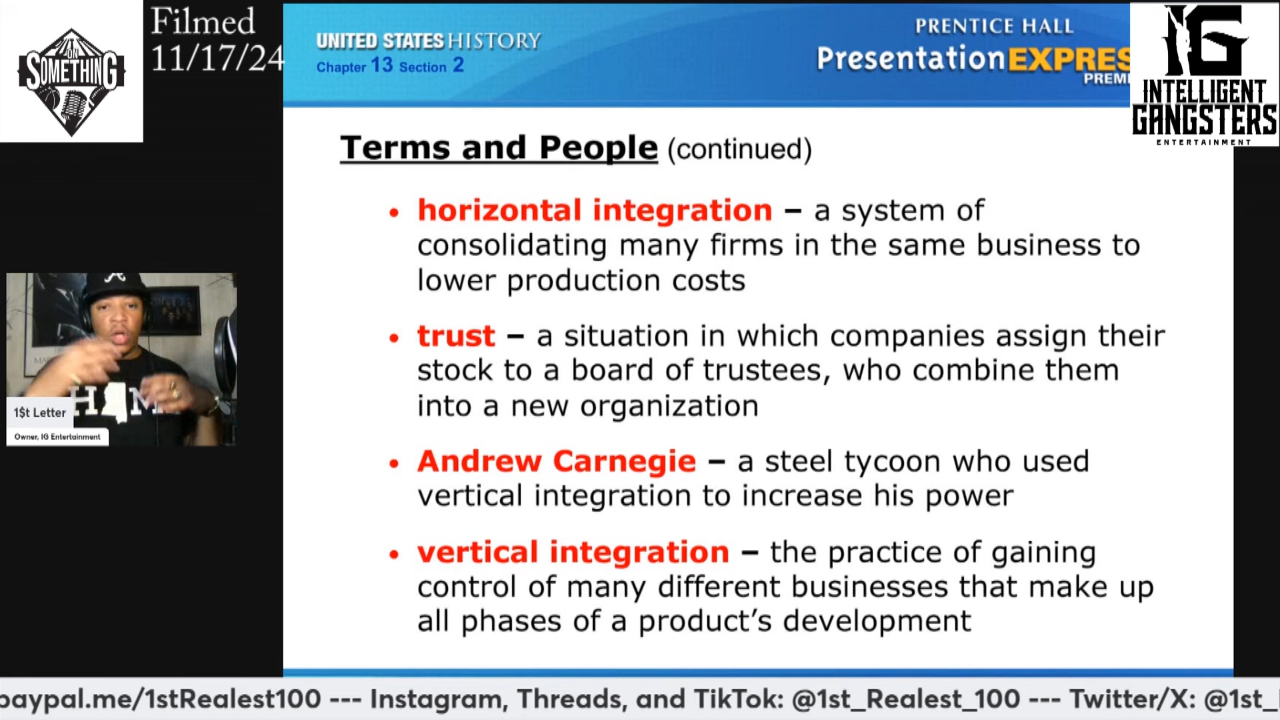 Filmed
11/17/24
I ON
SOMETHING
UNITED STATES HISTORY
Chapter 13 Section 2
PRENTICE HALL
Presentation EXPRES
PREM
IG
INTELLIGENT
GANGSTERS
ENTERTAINMENT
Terms and People (continued)
• horizontal integration – a system of
consolidating many firms in the same business to
lower production costs
• trust – a situation in which companies assign their
stock to a board of trustees, who combine them
into a new organization
• Andrew Carnegie – a steel tycoon who used
vertical integration to increase his power
• vertical integration – the practice of gaining
control of many different businesses that make up
all phases of a product's development
A
1$t Letter
Owner, IG Entertainment
paypal.me/1stRealest100 --- Instagram, Threads, and TikTok: @1st_Realest_100 --- Twitter/X: @1st_